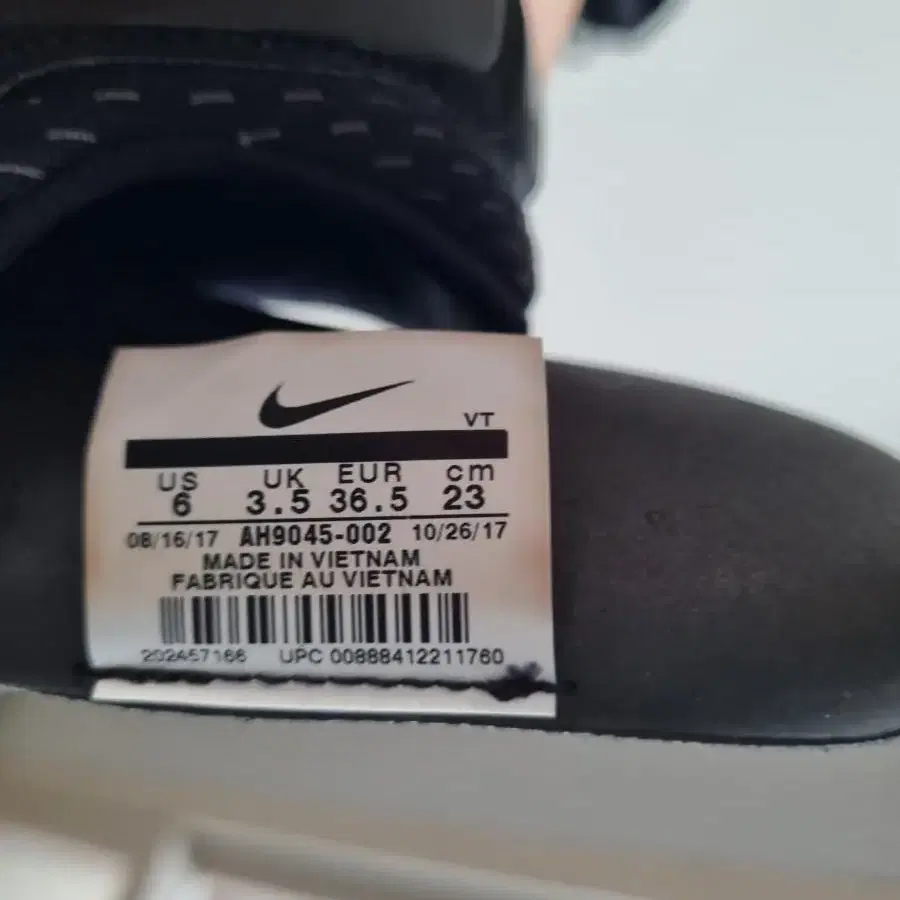 VT
US UK EUR cm
6 3.5 36.5 23
08/16/17 AH9045-002 10/26/17
MADE IN VIETNAM
FABRIQUE AU VIETNAM
202457166 UPC 00888412211760